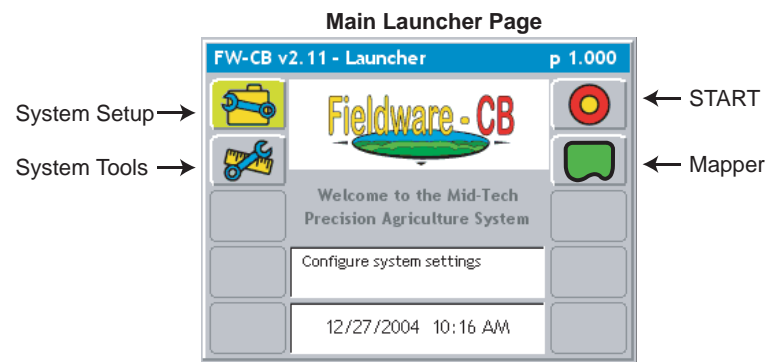 Main Launcher Page
FW-CB v2.11 - Launcher p 1.000
System Setup
START
Fieldware - CB
System Tools
Mapper
Welcome to the Mid-Tech
Precision Agriculture System
Configure system settings
12/27/2004 10:16 AM